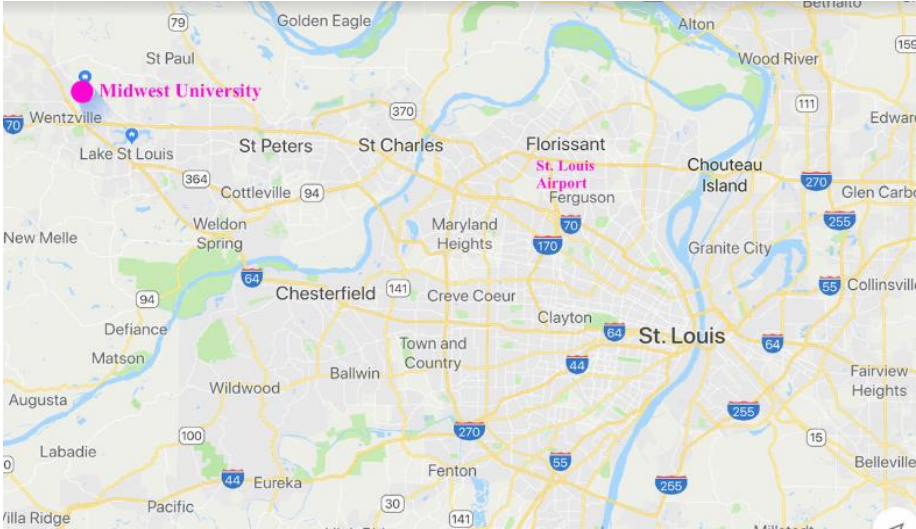 Bethalto
79
Golden Eagle
Alton
159
St Paul
Wood River
Midwest University
370
111
70
Wentzville
Edward
Lake St Louis
St Peters
St Charles
Florissant
St. Louis
Airport
Chouteau
Island
364
Cottleville
94
Ferguson
270
Glen Carbo
Weldon
Spring
Maryland
Heights
70
255
New Melle
170
Granite City
64
141
55
Collinsville
94
Chesterfield
Creve Coeur
Defiance
Clayton
64
St. Louis
64
Matson
Town and
Country
44
Wildwood
Ballwin
Fairview
Heights
Augusta
255
100
270
15
Labadie
55
Belleville
44
Eureka
Fenton
255
Pacific
30
Villa Ridge
141